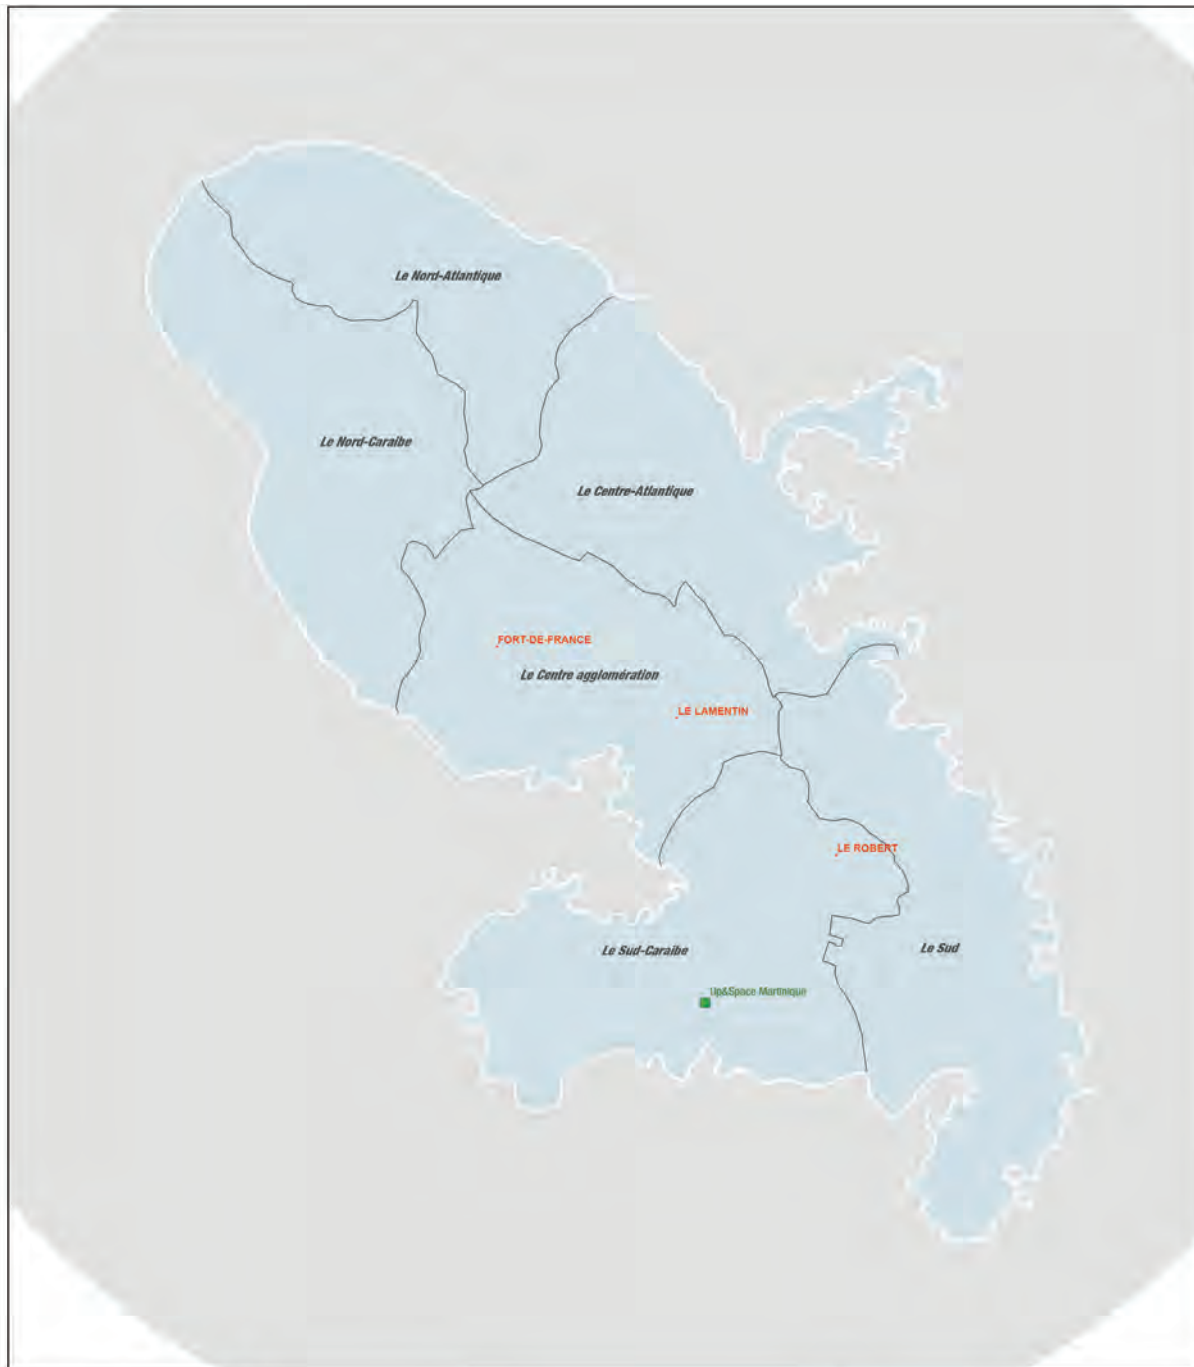 Le Nord-Atlantique
Le Nord-Caraïbe
Le Centre-Atlantique
FORT-DE-FRANCE
Le Centre agglomération
LE LAMENTIN
LE ROBERT
Le Sud-Caraïbe
Le Sud
Up&Space Martinique